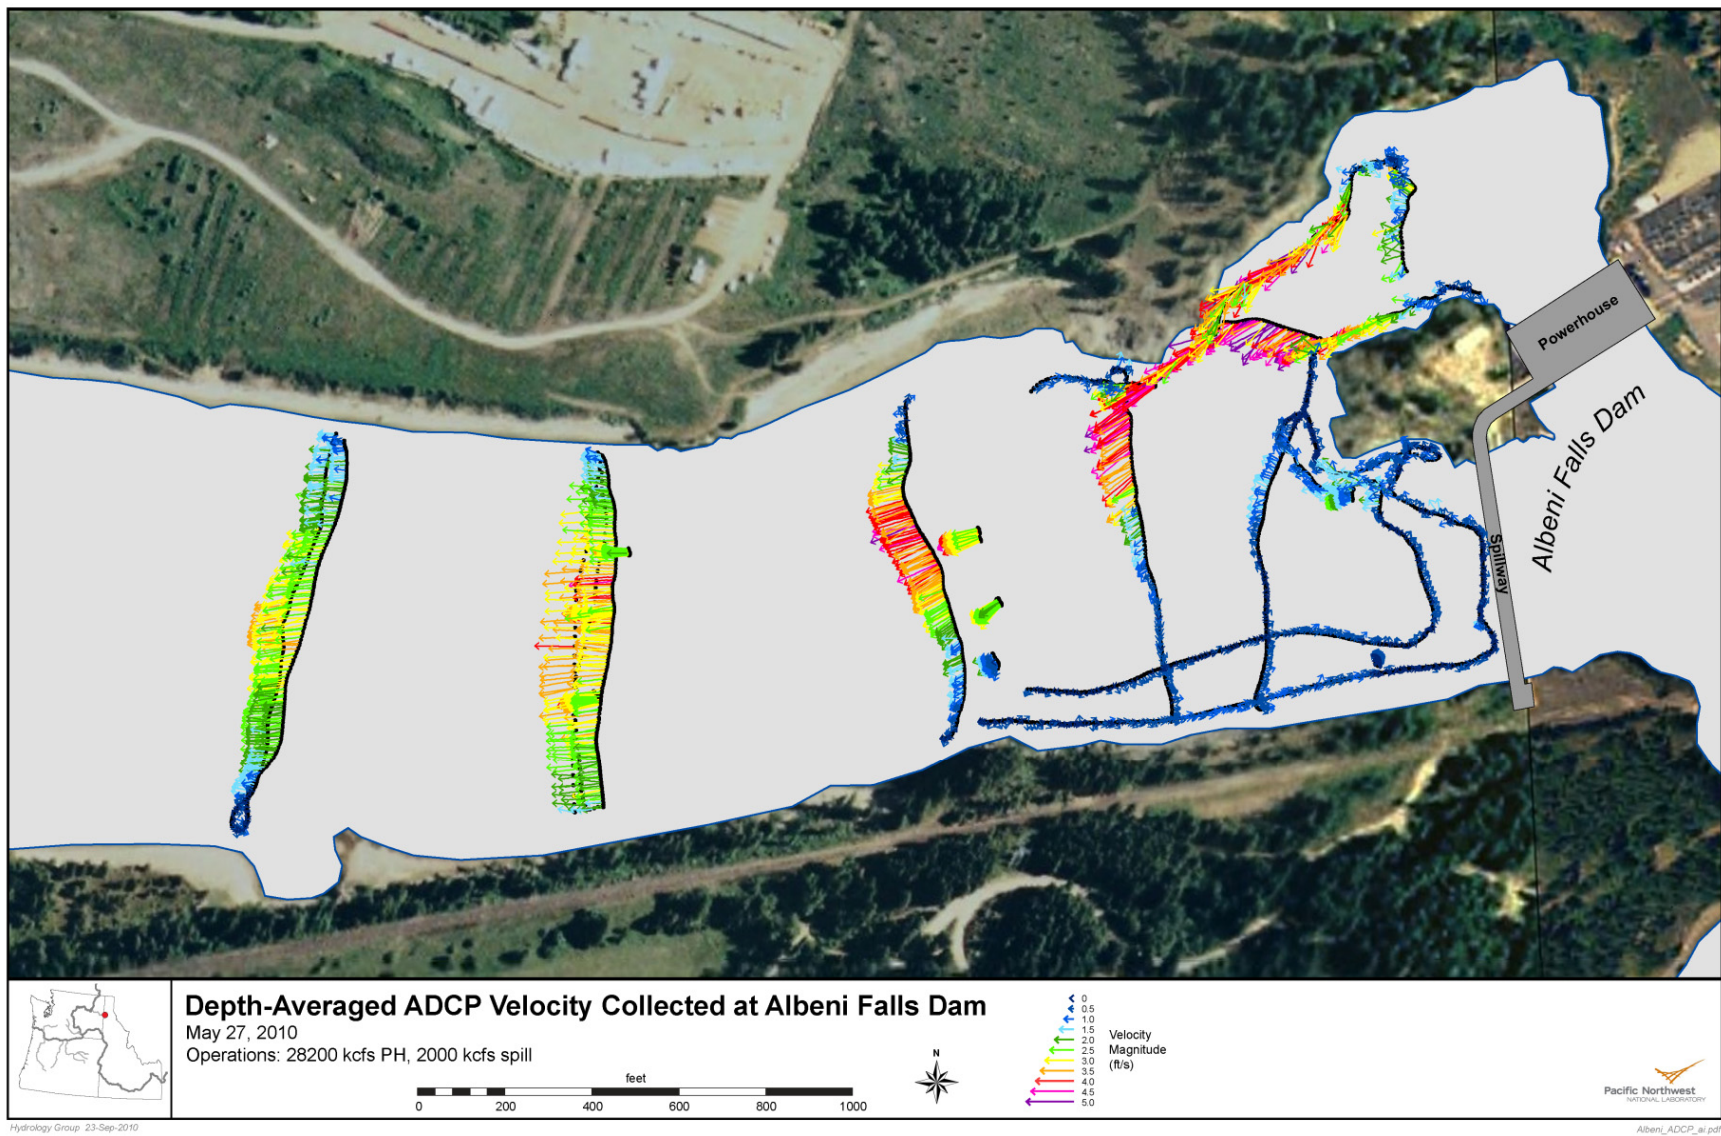 Powerhouse
Albeni Falls Dam
Spillway
Depth-Averaged ADCP Velocity Collected at Albeni Falls Dam
May 27, 2010
Operations: 28200 kcfs PH, 2000 kcfs spill
feet
0 200 400 600 800 1000
N
0
0.5
1.0
1.5
2.0
2.5
3.0
3.5
4.0
4.5
5.0
Velocity
Magnitude
(ft/s)
Pacific Northwest
NATIONAL LABORATORY
Hydrology Group 23-Sep-2010
Albeni_ADCP_ai.pdf